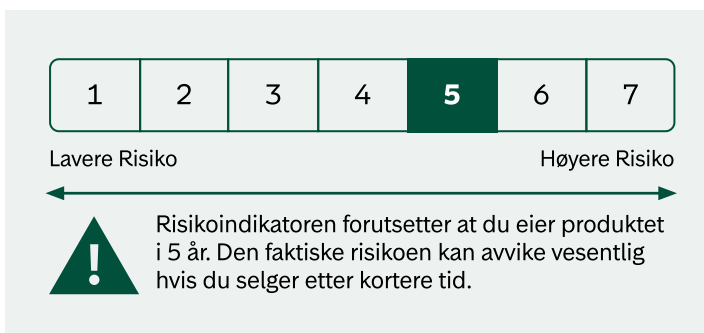 1 2 3 4 5 6 7
Lavere Risiko Høyere Risiko
!
Risikoindikatoren forutsetter at du eier produktet
i 5 år. Den faktiske risikoen kan avvike vesentlig
hvis du selger etter kortere tid.